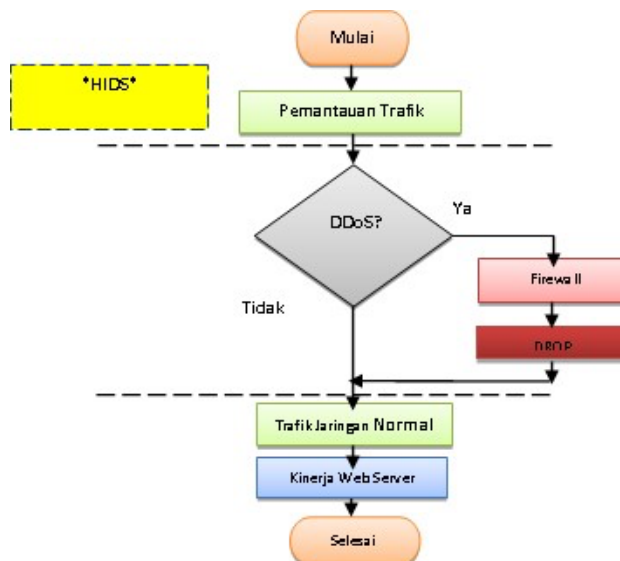 Mulai
*HIDS*
Pemantauan Trafik
DDoS?
Ya
Firewall
Tidak
DROP
Trafik Jaringan Normal
Kinerja Web Server
Selesai